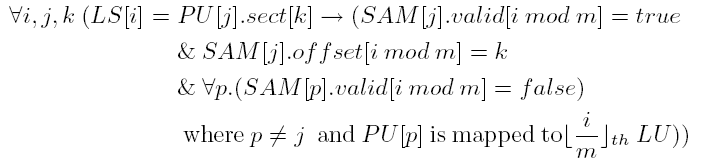 ∀i, j, k (LS[i] = PU[j].sect[k] → (SAM[j].valid[i mod m] = true
& SAM[j].offset[i mod m] = k
& ∀p.(SAM[p].valid[i mod m] = false)
where p ≠ j and PU[p] is mapped to⌊i/m⌋th LU))